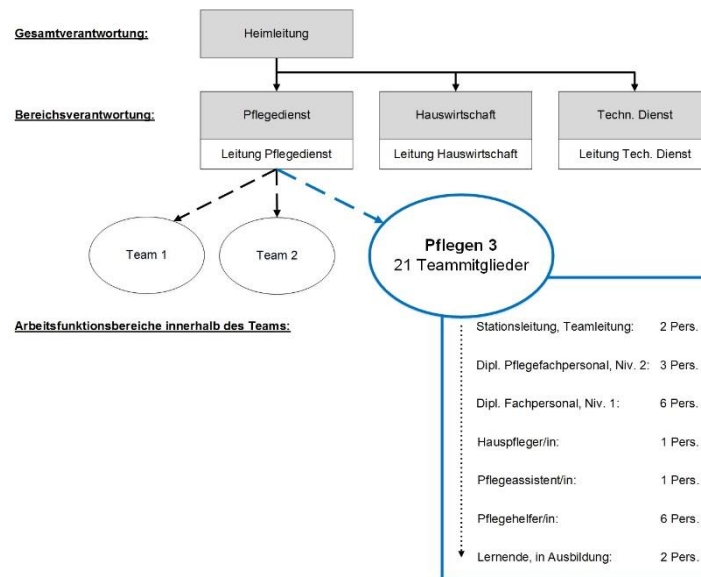 Gesamtverantwortung:
Heimleitung
Bereichsverantwortung:
Pflegedienst
Hauswirtschaft
Techn. Dienst
Leitung Pflegedienst
Leitung Hauswirtschaft
Leitung Tech. Dienst
Team 1
Team 2
Pflegen 3
21 Teammitglieder
Arbeitsfunktionsbereiche innerhalb des Teams:
Stationsleitung, Teamleitung: 2 Pers.
Dipl. Pflegefachpersonal, Niv. 2: 3 Pers.
Dipl. Fachpersonal, Niv. 1: 6 Pers.
Hauspfleger/in: 1 Pers.
Pflegeassistent/in: 1 Pers.
Pflegehelfer/in: 6 Pers.
Lernende, in Ausbildung: 2 Pers.